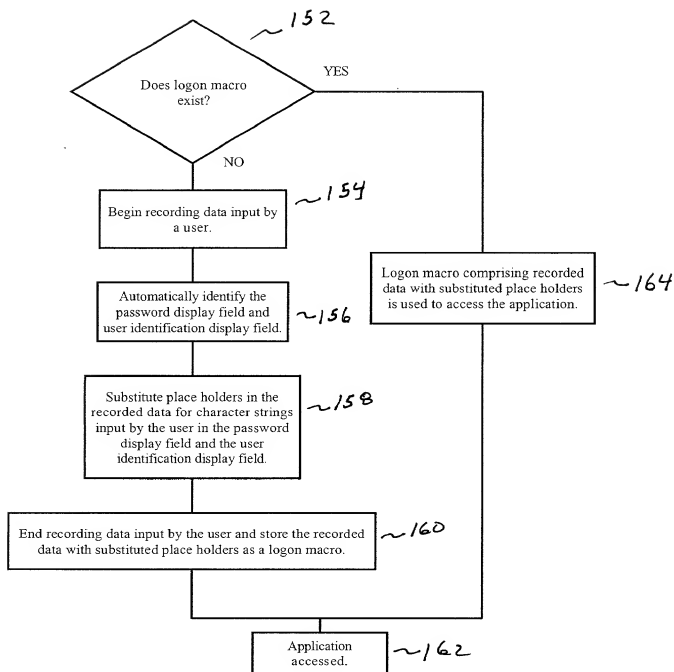 152
Does logon macro
exist?
YES
NO
154
Begin recording data input by
a user.
Automatically identify the
password display field and
user identification display field.
156
Logon macro comprising recorded
data with substituted place holders
is used to access the application.
164
Substitute place holders in the
recorded data for character strings
input by the user in the password
display field and the user
identification display field.
158
End recording data input by the user and store the recorded
data with substituted place holders as a logon macro.
160
Application
accessed.
162